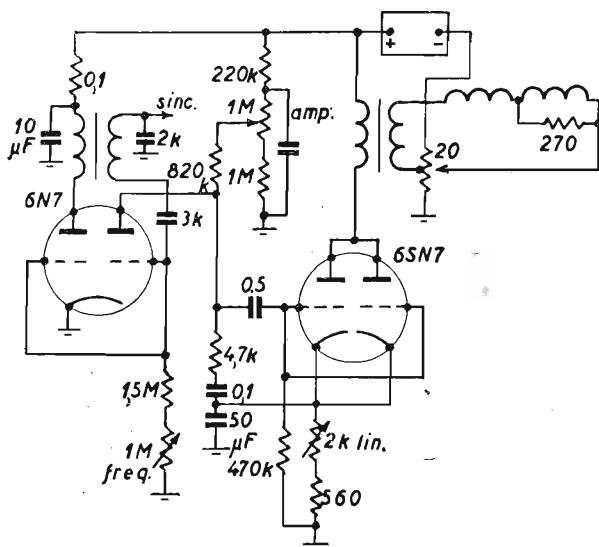 + -
0,1
220k
sinc.
1M
amp.
10
µF
2k
20
270
820
k
1M
6N7
3k
6SN7
0.5
4,7k
1,5M
0,1
50
µF
2k lin.
1M
freq.
470k
560